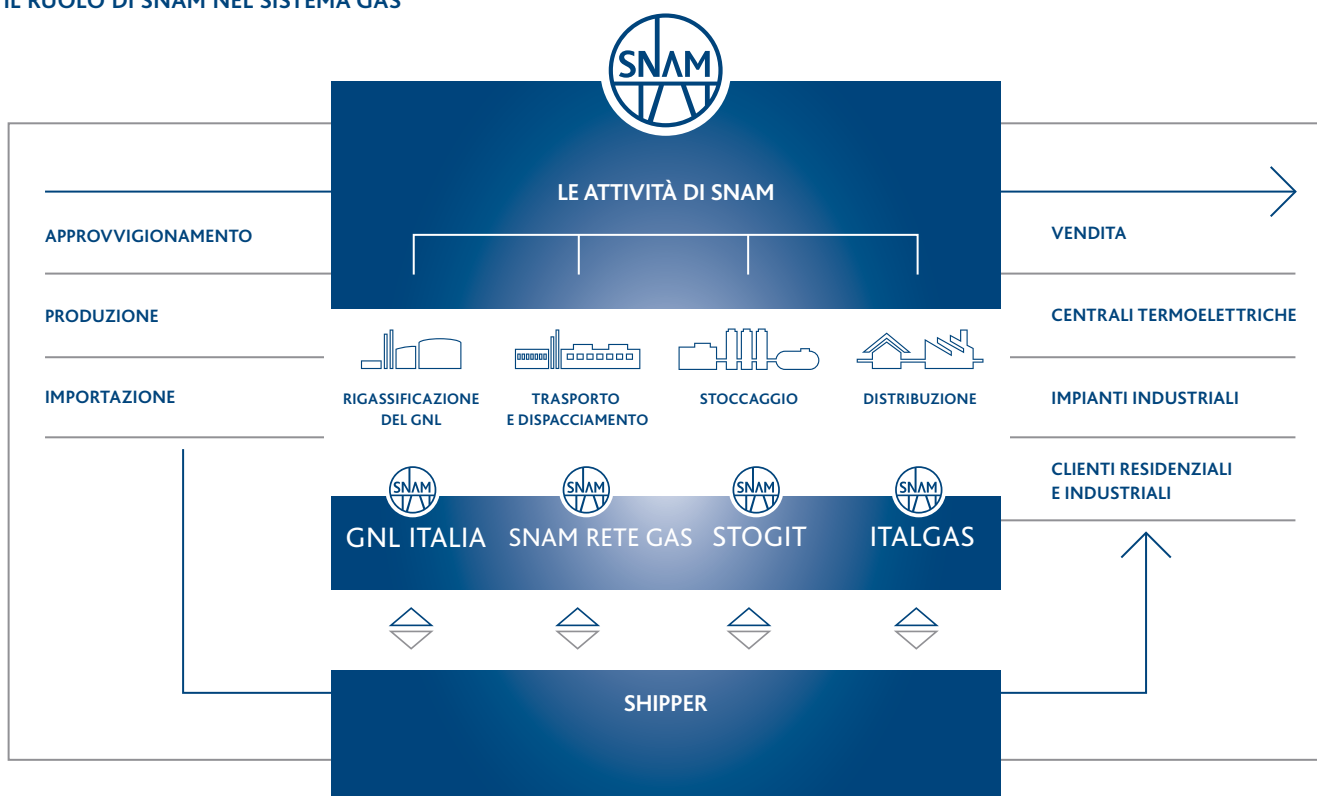 IL RUOLO DI SNAM NEL SISTEMA GAS
SNAM
LE ATTIVITÀ DI SNAM
APPROVVIGIONAMENTO
PRODUZIONE
IMPORTAZIONE
RIGASSIFICAZIONE
DEL GNL
TRASPORTO
E DISPACCIAMENTO
STOCCAGGIO
DISTRIBUZIONE
SNAM
GNL ITALIA
SNAM
SNAM RETE GAS
SNAM
STOGIT
SNAM
ITALGAS
SHIPPER
VENDITA
CENTRALI TERMOELETTRICHE
IMPIANTI INDUSTRIALI
CLIENTI RESIDENZIALI
E INDUSTRIALI